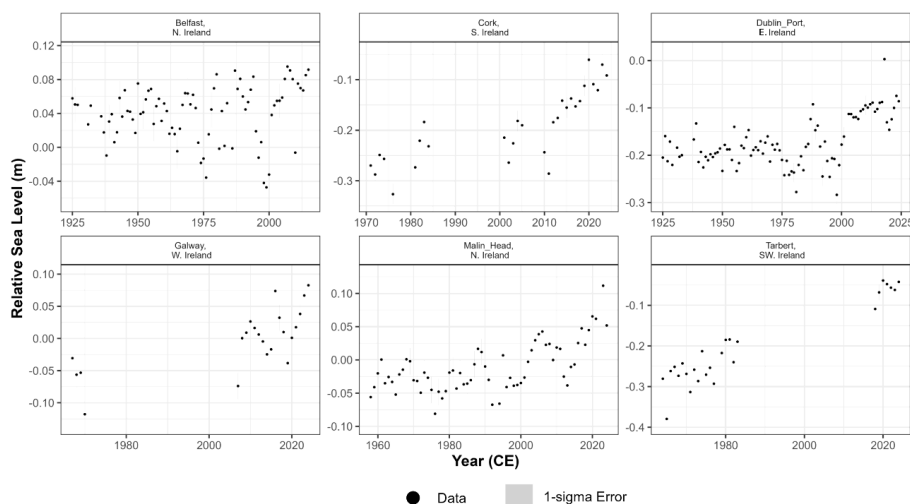 Relative Sea Level (m)
Belfast,
N. Ireland
0.12
0.08
0.04
0.00
-0.04
1925 1950 1975 2000
Cork,
S. Ireland
-0.1
-0.2
-0.3
1970 1980 1990 2000 2010 2020
Dublin_Port,
E. Ireland
0.0
-0.1
-0.2
-0.3
1925 1950 1975 2000 2025
Galway,
W. Ireland
0.10
0.05
0.00
-0.05
-0.10
1980 2000 2020
Malin_Head,
N. Ireland
0.10
0.05
0.00
-0.05
-0.10
1960 1980 2000 2020
Tarbert,
SW. Ireland
-0.1
-0.2
-0.3
-0.4
1980 2000 2020
Year (CE)
Data 1-sigma Error